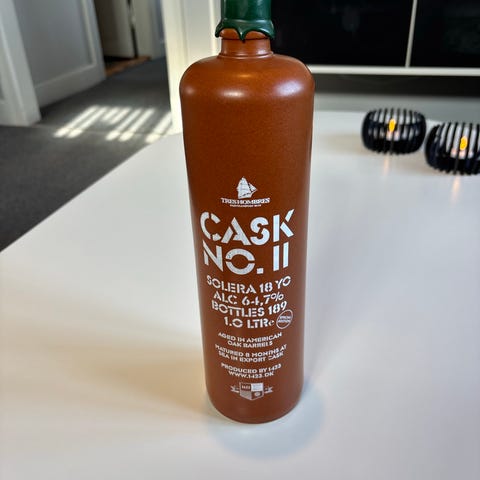 TRES HOMBRES
CASK
NO. II
SOLERA 18 YO
ALC 64,7%
BOTTLES 189
1.0 LTRe
AGED IN AMERICAN
OAK BARRELS
MATURED 8 MONTHS AT
SEA IN EXPORT CASK
PRODUCED BY 1423
WWW.1423.DK